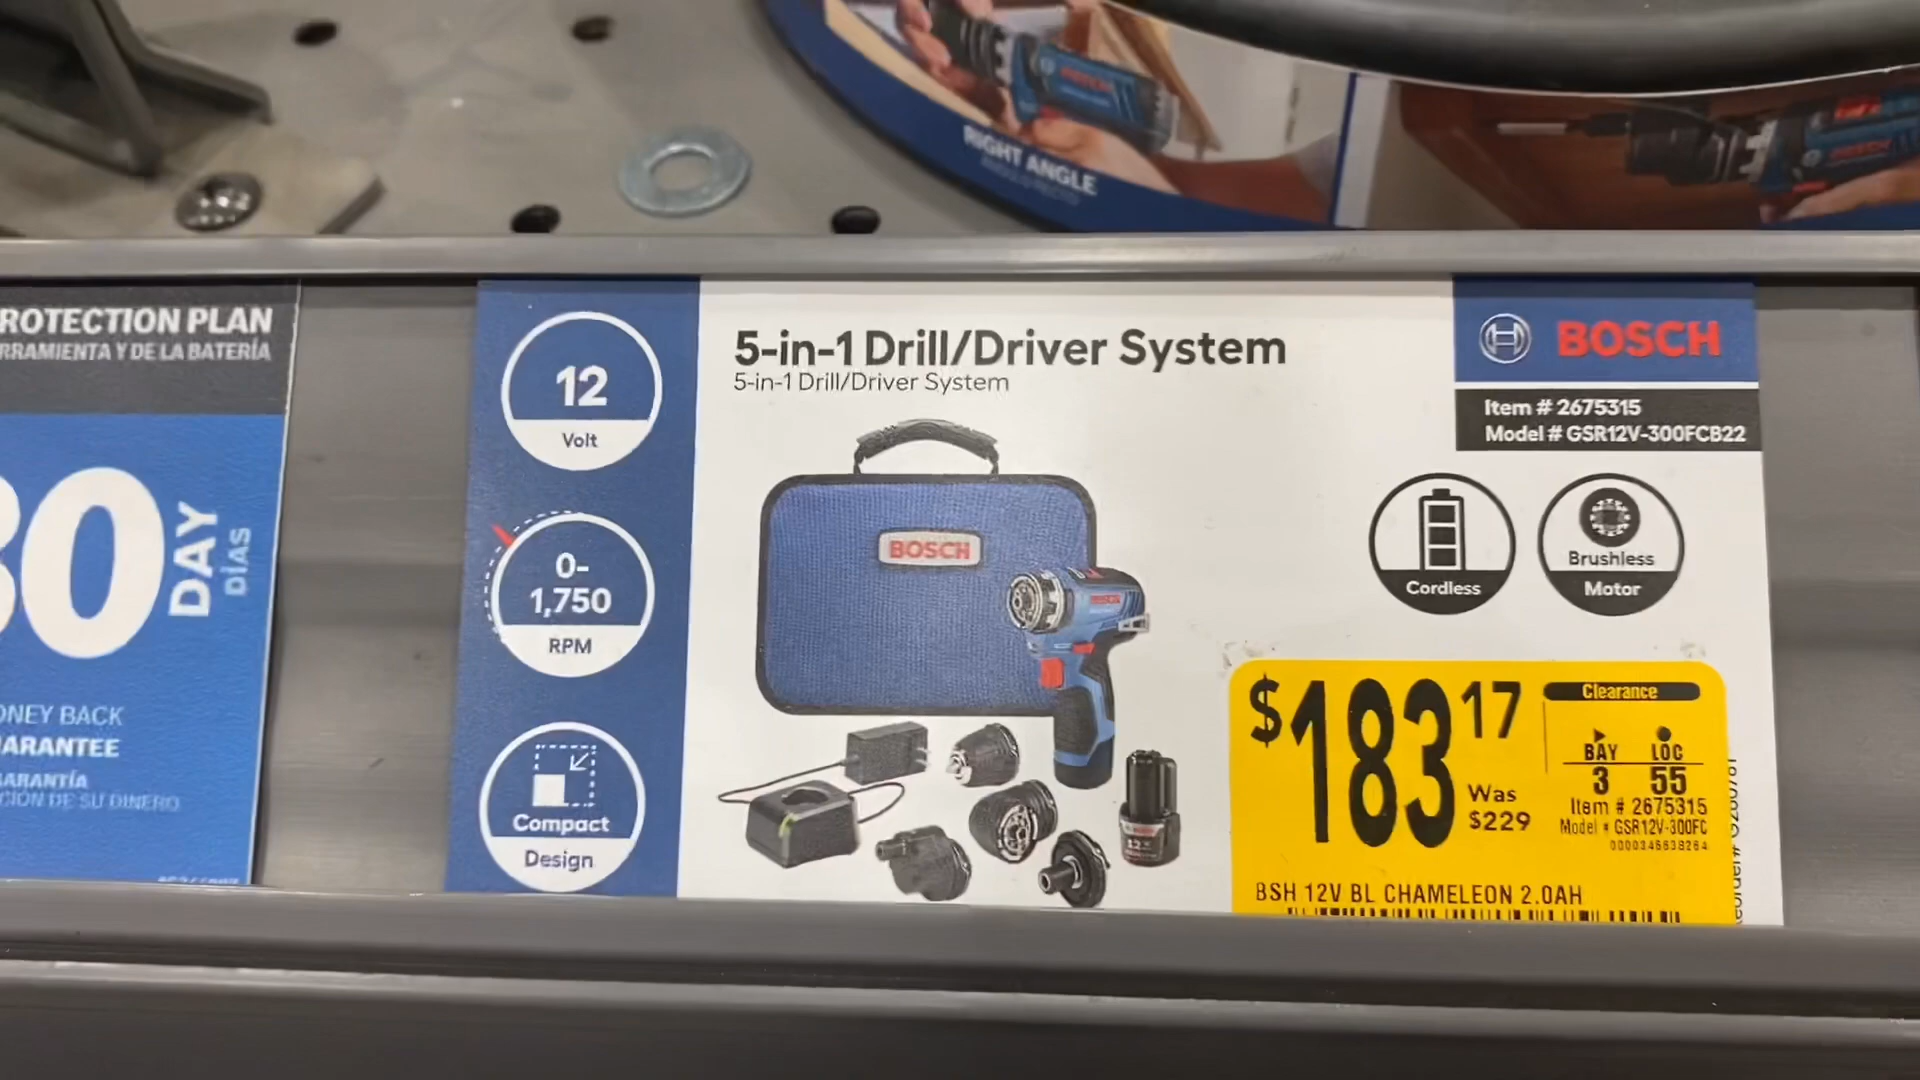 RIGHT ANGLE
BOSCH
ROTECTION PLAN
RRAMIENTA Y DE LA BATERÍA
30
DAY
DÍAS
ONEY BACK
ARANTEE
ARANTÍA
CIÓN DE SU DINERO
12
Volt
0-
1,750
RPM
Compact
Design
5-in-1 Drill/Driver System
5-in-1 Drill/Driver System
BOSCH
BOSCH
Item # 2675315
Model # GSR12V-300FCB22
Cordless
Brushless
Motor
$183 17
Was
$229
Clearance
BAY LOC
3 55
Item # 2675315
Model # GSR12V-300FC
BSH 12V BL CHAMELEON 2.0AH